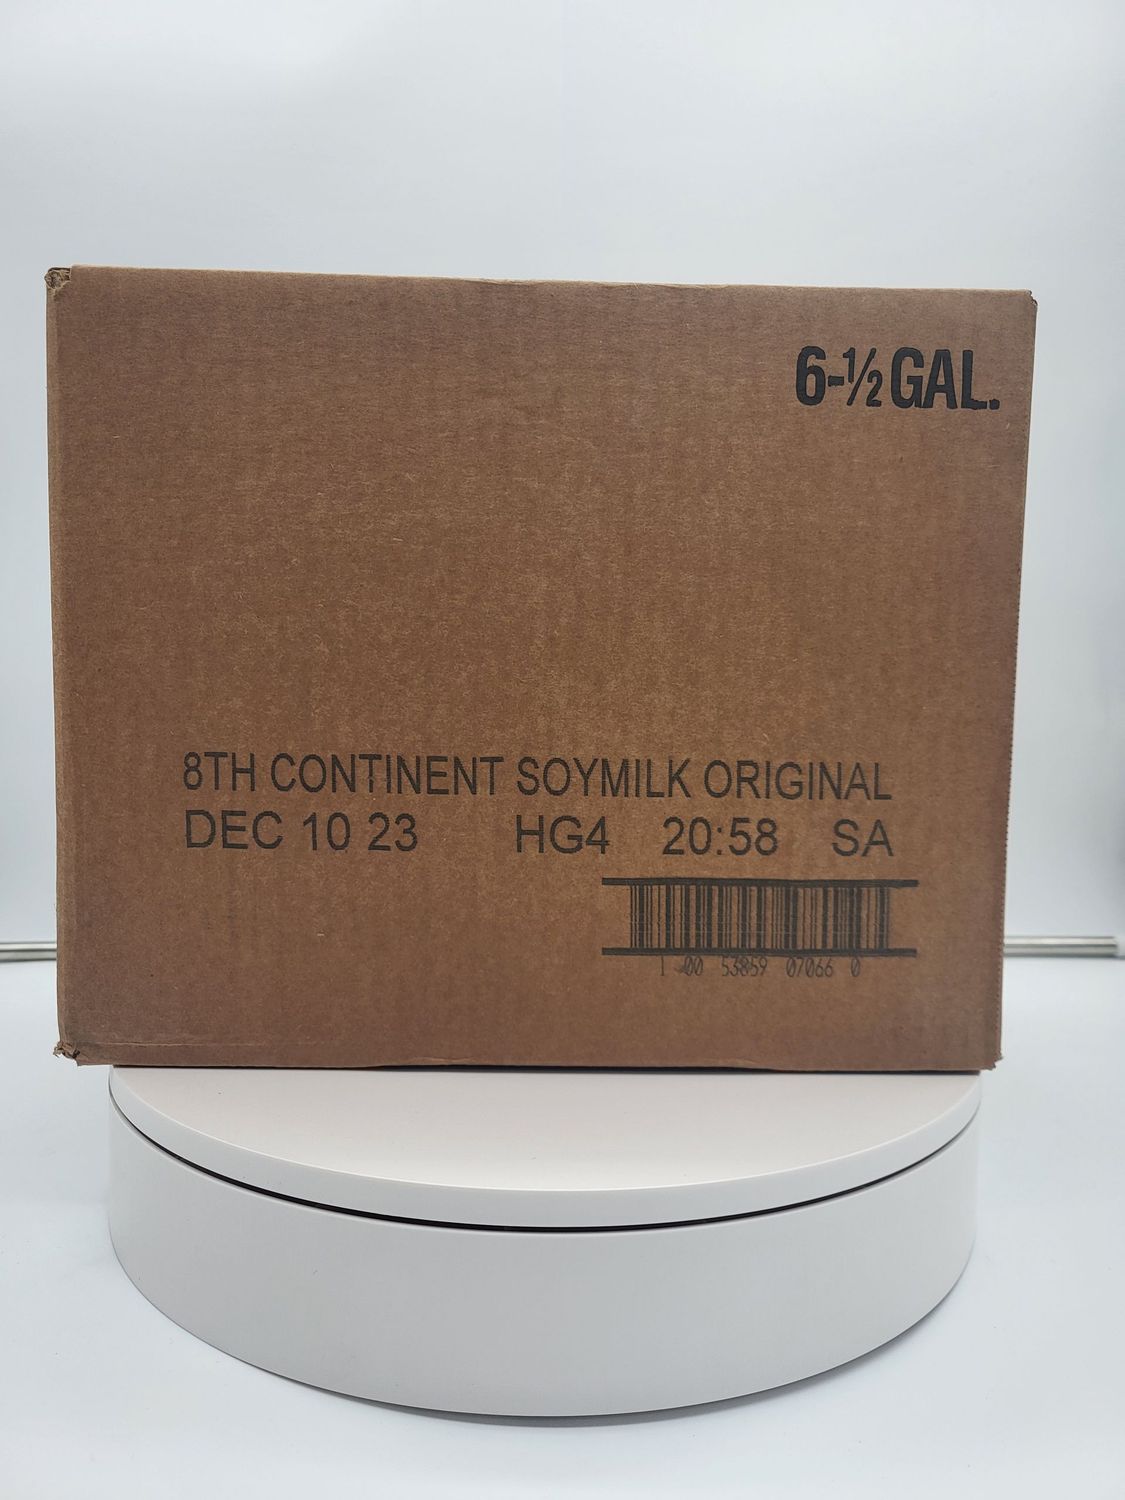 6-½ GAL.
8TH CONTINENT SOYMILK ORIGINAL
DEC 10 23 HG4 20:58 SA
1 00 53859 07066 0